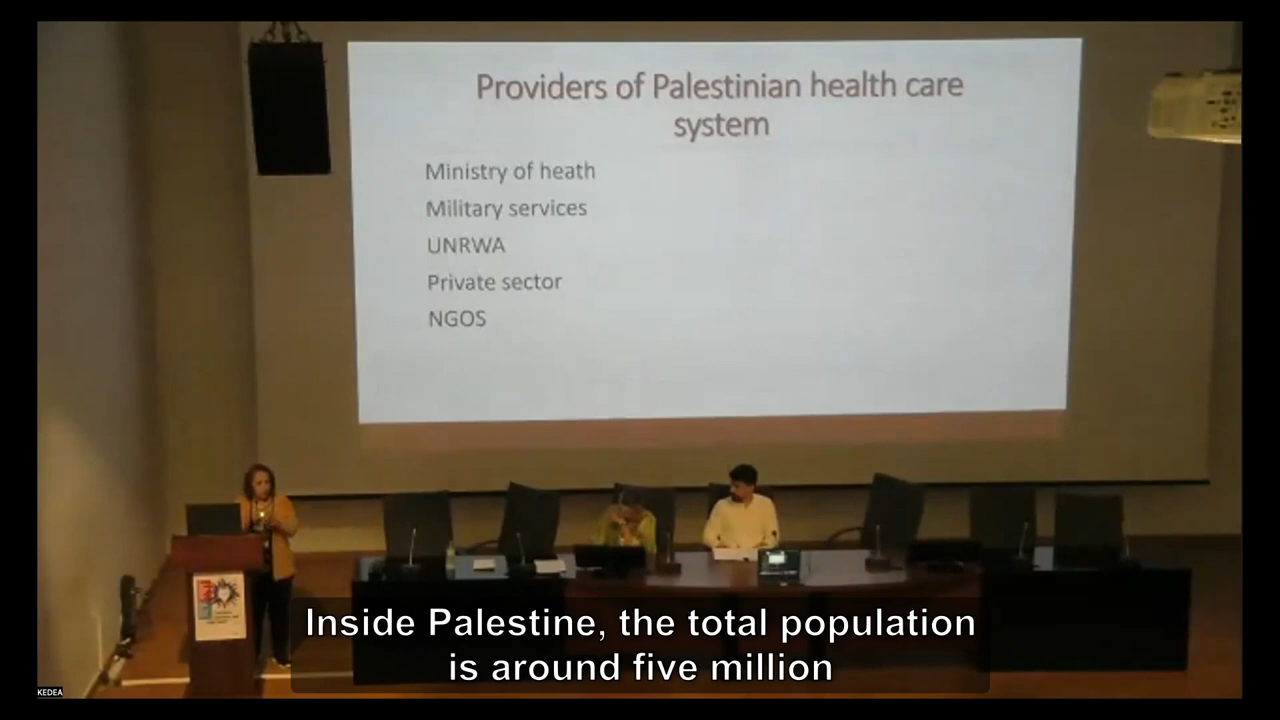 Providers of Palestinian health care
system
Ministry of heath
Military services
UNRWA
Private sector
NGOS
Inside Palestine, the total population
is around five million
KEDEA